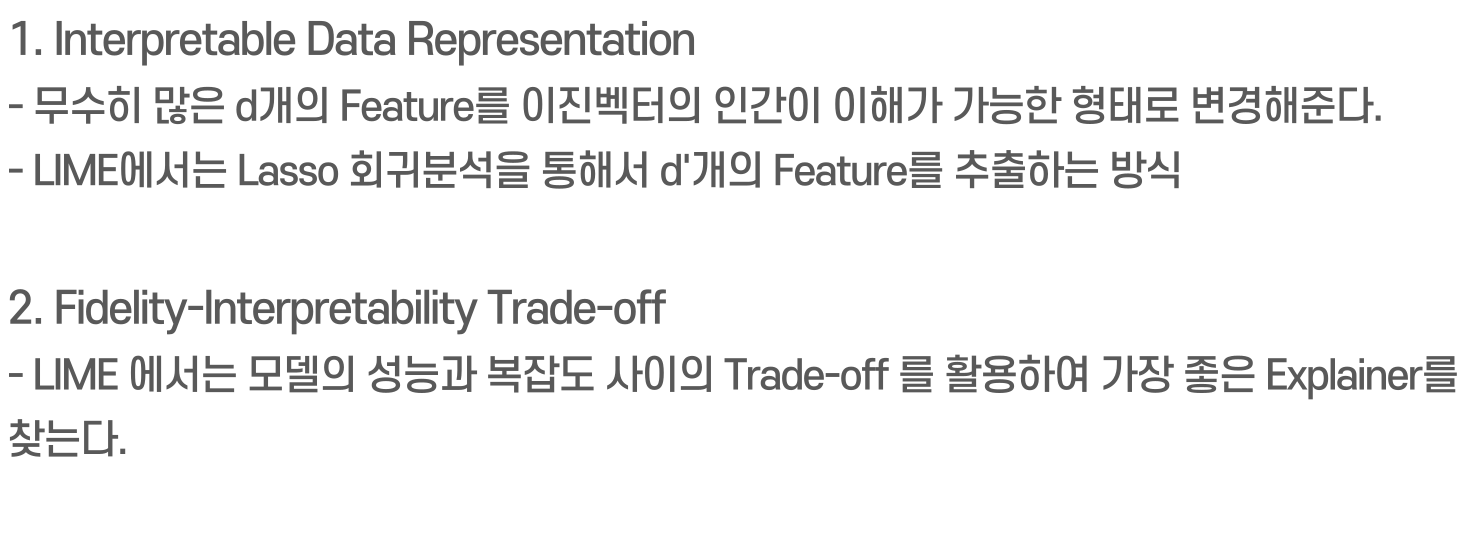 1. Interpretable Data Representation
- 무수히 많은 d개의 Feature를 이진벡터의 인간이 이해가 가능한 형태로 변경해준다.
- LIME에서는 Lasso 회귀분석을 통해서 d'개의 Feature를 추출하는 방식
2. Fidelity-Interpretability Trade-off
- LIME 에서는 모델의 성능과 복잡도 사이의 Trade-off 를 활용하여 가장 좋은 Explainer를
찾는다.